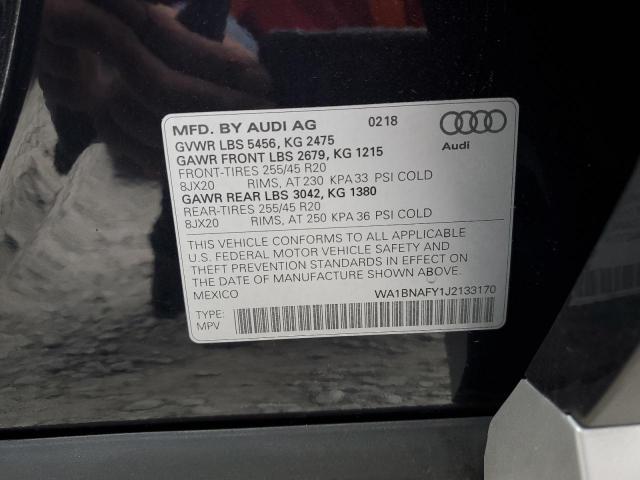 MFD. BY AUDI AG 0218
GVWR LBS 5456, KG 2475
GAWR FRONT LBS 2679, KG 1215
FRONT-TIRES 255/45 R20
8JX20 RIMS, AT 230 KPA 33 PSI COLD
GAWR REAR LBS 3042, KG 1380
REAR-TIRES 255/45 R20
8JX20 RIMS, AT 250 KPA 36 PSI COLD
Audi
THIS VEHICLE CONFORMS TO ALL APPLICABLE
U.S. FEDERAL MOTOR VEHICLE SAFETY AND
THEFT PREVENTION STANDARDS IN EFFECT ON
THE DATE OF MANUFACTURE SHOWN ABOVE.
MEXICO WA1BNAFY1J2133170
TYPE:
MPV